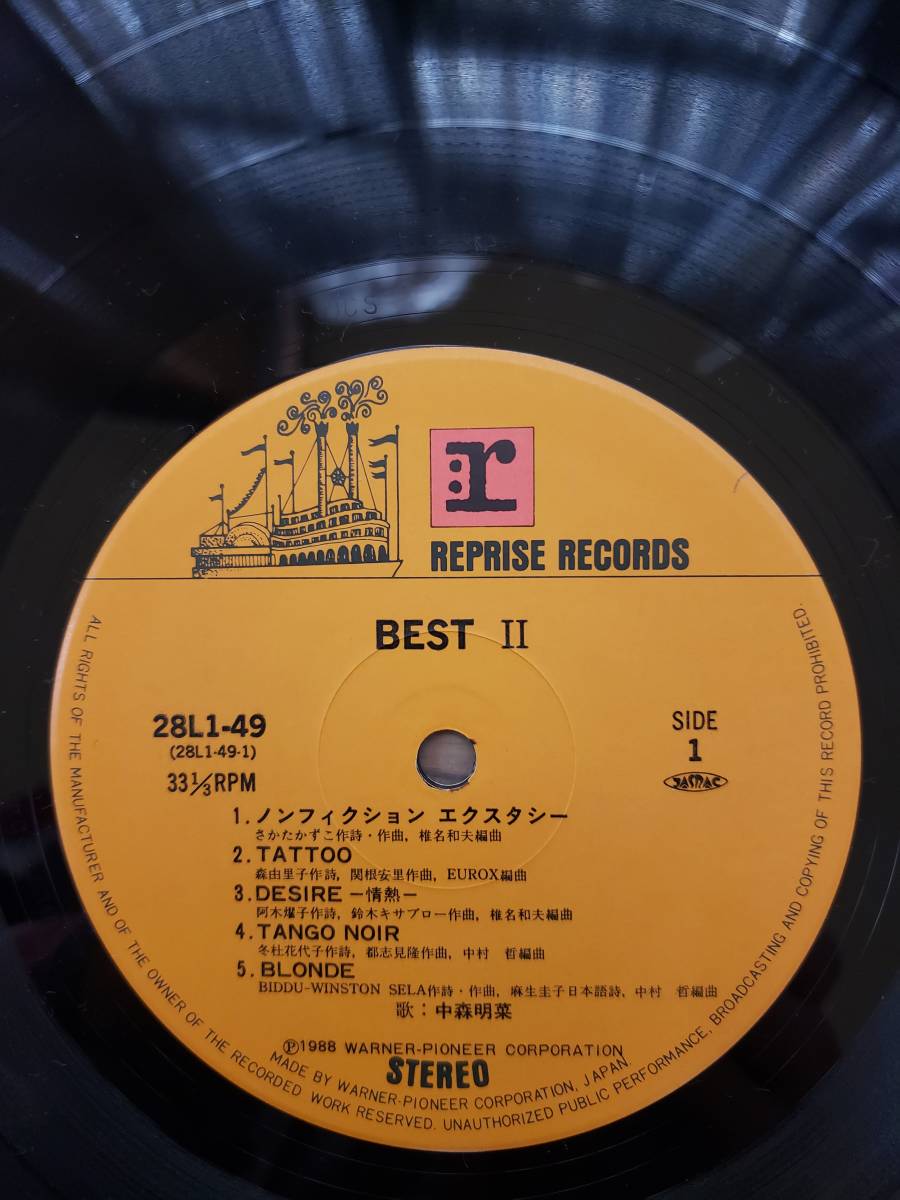 r
REPRISE RECORDS
BEST II
28L1-49
(28L1-49-1)
33⅓RPM
SIDE
1
JASRAC
1.ノンフィクション エクスタシー
さかたかずこ作詩・作曲, 椎名和夫編曲
2.TATTOO
森由里子作詩, 関根安里作曲, EUROX編曲
3.DESIRE －情熱－
阿木燿子作詩, 鈴木キサブロー作曲, 椎名和夫編曲
4.TANGO NOIR
冬杜花代子作詩, 都志見隆作曲, 中村 哲編曲
5.BLONDE
BIDDU-WINSTON SELA作詩・作曲, 麻生圭子日本語詩, 中村 哲編曲
歌：中森明菜
Ⓟ1988 WARNER-PIONEER CORPORATION
STEREO
MADE BY WARNER-PIONEER CORPORATION, JAPAN.
ALL RIGHTS OF THE MANUFACTURER AND OF THE OWNER OF THE RECORDED WORK RESERVED. UNAUTHORIZED PUBLIC PERFORMANCE, BROADCASTING AND COPYING OF THIS RECORD PROHIBITED.